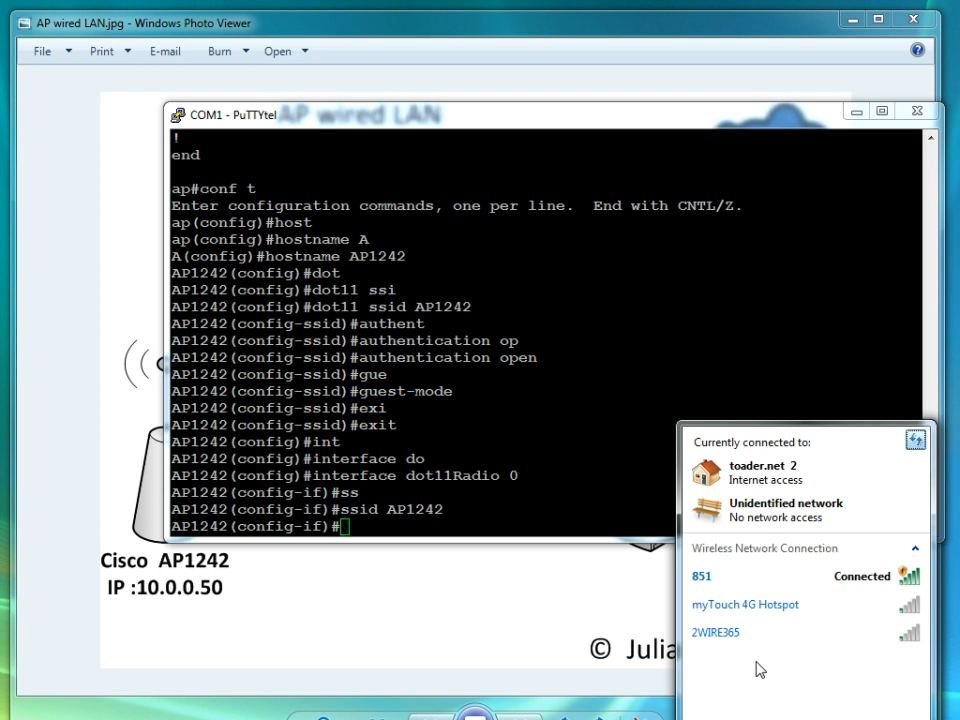 AP wired LAN.jpg - Windows Photo Viewer
File Print E-mail Burn Open
AP wired LAN
COM1 - PuTTYtel
!
end
ap#conf t
Enter configuration commands, one per line.  End with CNTL/Z.
ap(config)#host
ap(config)#hostname A
A(config)#hostname AP1242
AP1242(config)#dot
AP1242(config)#dot11 ssi
AP1242(config)#dot11 ssid AP1242
AP1242(config-ssid)#authent
AP1242(config-ssid)#authentication op
AP1242(config-ssid)#authentication open
AP1242(config-ssid)#gue
AP1242(config-ssid)#guest-mode
AP1242(config-ssid)#exi
AP1242(config-ssid)#exit
AP1242(config)#int
AP1242(config)#interface do
AP1242(config)#interface dot11Radio 0
AP1242(config-if)#ss
AP1242(config-if)#ssid AP1242
AP1242(config-if)#
Cisco AP1242
IP :10.0.0.50
© Julia
Currently connected to:
toader.net 2
Internet access
Unidentified network
No network access
Wireless Network Connection
851 Connected
myTouch 4G Hotspot
2WIRE365